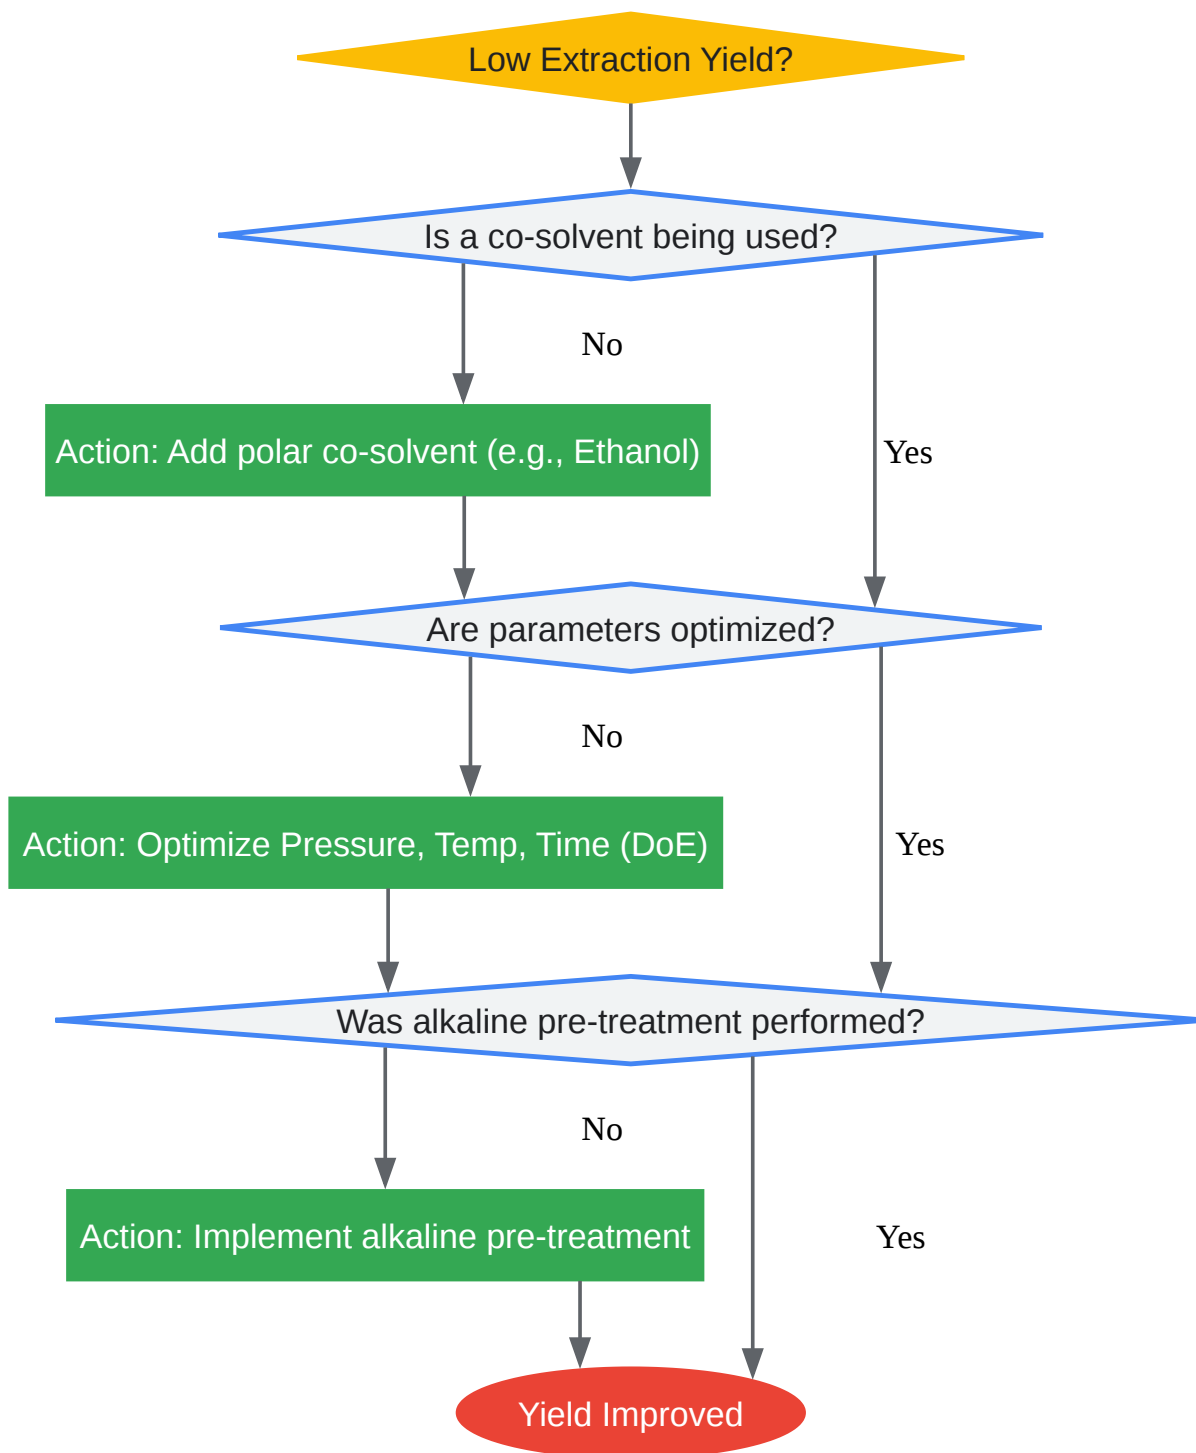 Low Extraction Yield?
Is a co-solvent being used?
No
Action: Add polar co-solvent (e.g., Ethanol)
Yes
Are parameters optimized?
No
Action: Optimize Pressure, Temp, Time (DoE)
Yes
Was alkaline pre-treatment performed?
No
Action: Implement alkaline pre-treatment
Yes
Yield Improved